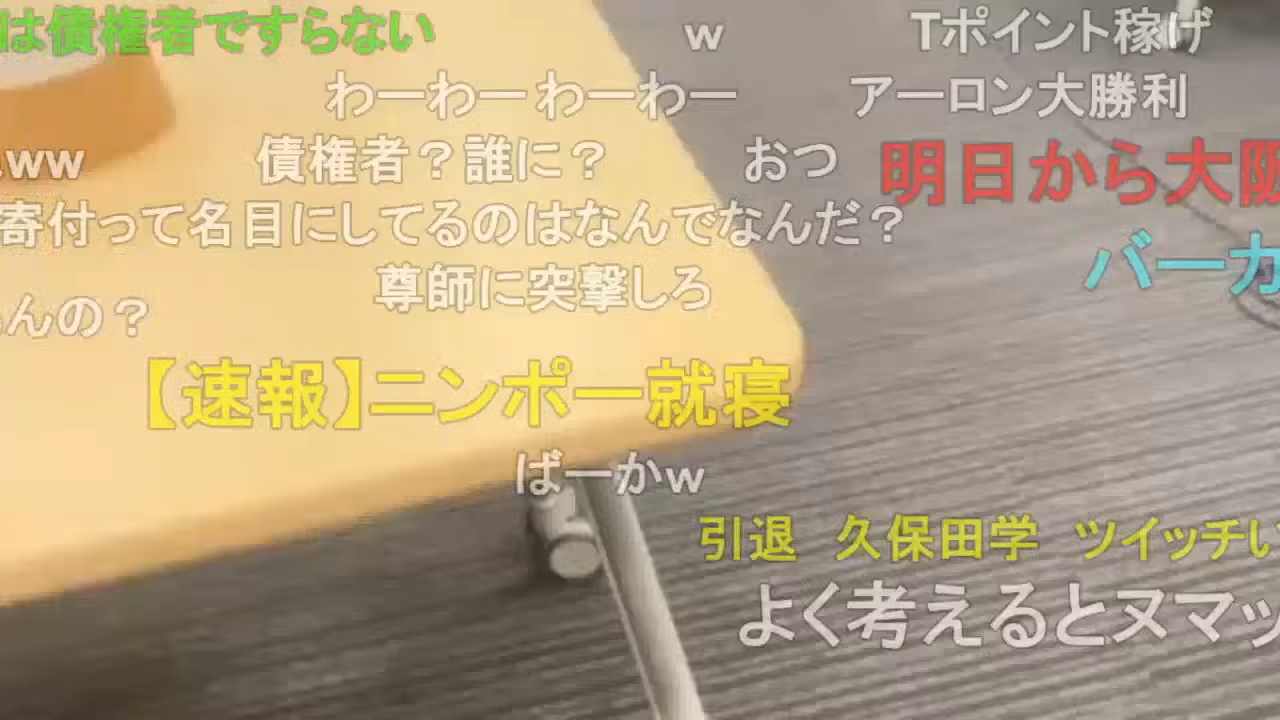 は債権者ですらない
w
Tポイント稼げ
わーわーわーわー
アーロン大勝利
ww
債権者？誰に？
おつ
明日から大阪
寄付って名目にしてるのはなんでなんだ？
バーカ
尊師に突撃しろ
んの？
【速報】ニンポー就寝
ばーかw
引退　久保田学　ツイッチい
よく考えるとヌマッ